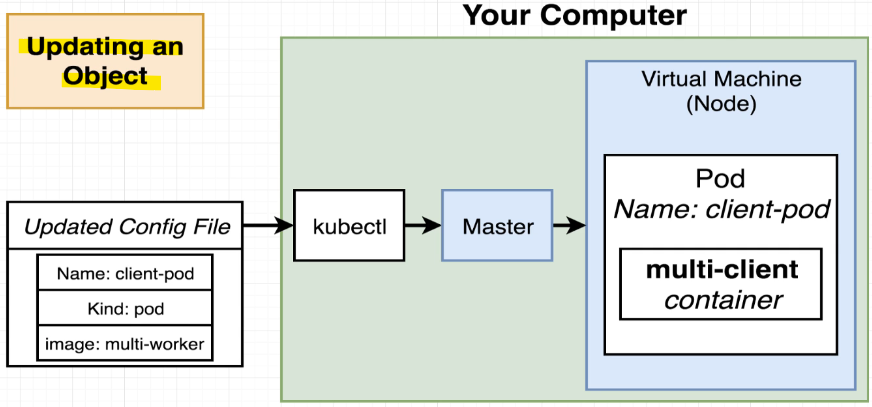 Your Computer
Updating an
Object
Virtual Machine
(Node)
Pod
Name: client-pod
Updated Config File
kubectl
Master
multi-client
container
Name: client-pod
Kind: pod
image: multi-worker